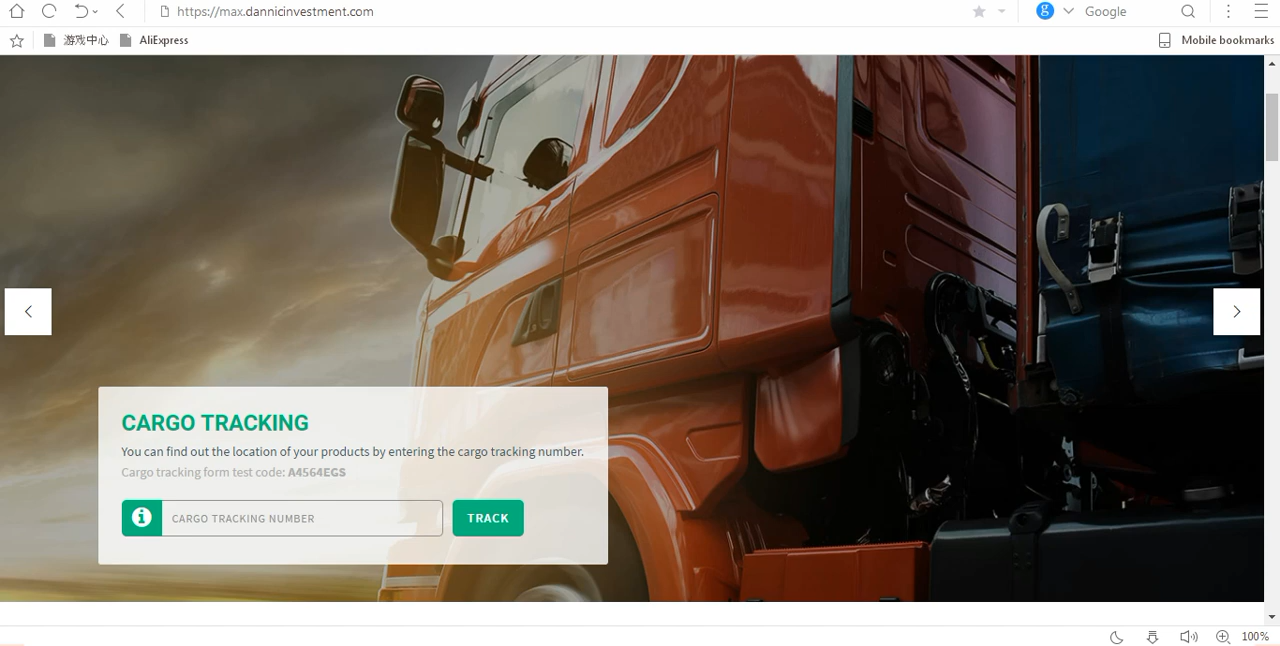 https://max.dannicinvestment.com
Google
游戏中心
AliExpress
Mobile bookmarks
CARGO TRACKING
You can find out the location of your products by entering the cargo tracking number.
Cargo tracking form test code: A4564EGS
CARGO TRACKING NUMBER
TRACK
100%